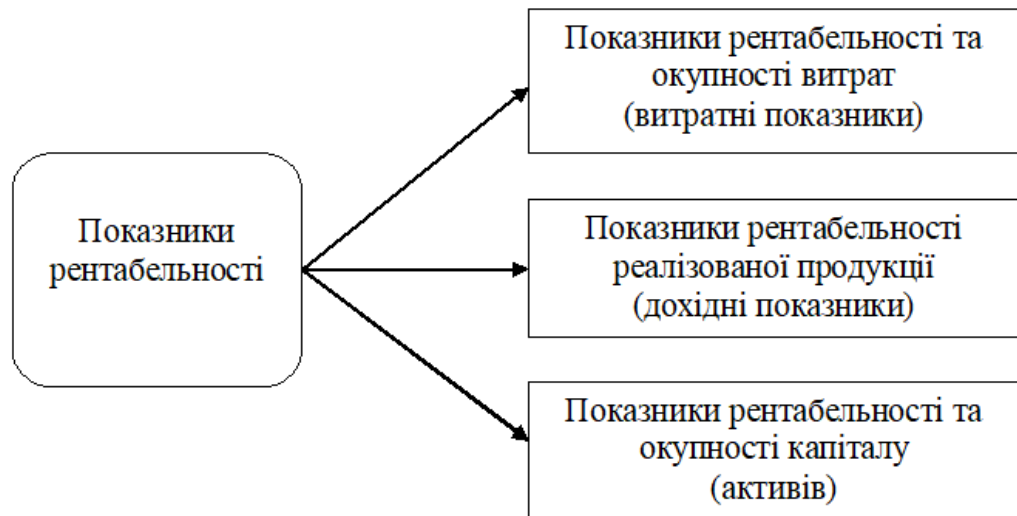 Показники
рентабельності
Показники рентабельності та
окупності витрат
(витратні показники)
Показники рентабельності
реалізованої продукції
(дохідні показники)
Показники рентабельності та
окупності капіталу
(активів)